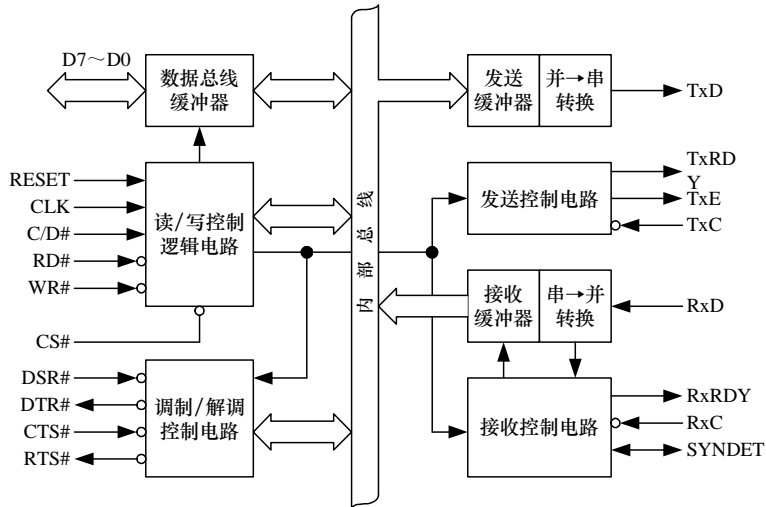 D7～D0
数据总线
缓冲器
发送
缓冲器
并→串
转换
TxD
RESET
CLK
C/D#
RD#
WR#
CS#
读/写控制
逻辑电路
发送控制电路
TxRD
Y
TxE
TxC
内部总线
接收
缓冲器
串→并
转换
RxD
DSR#
DTR#
CTS#
RTS#
调制/解调
控制电路
接收控制电路
RxRDY
RxC
SYNDET